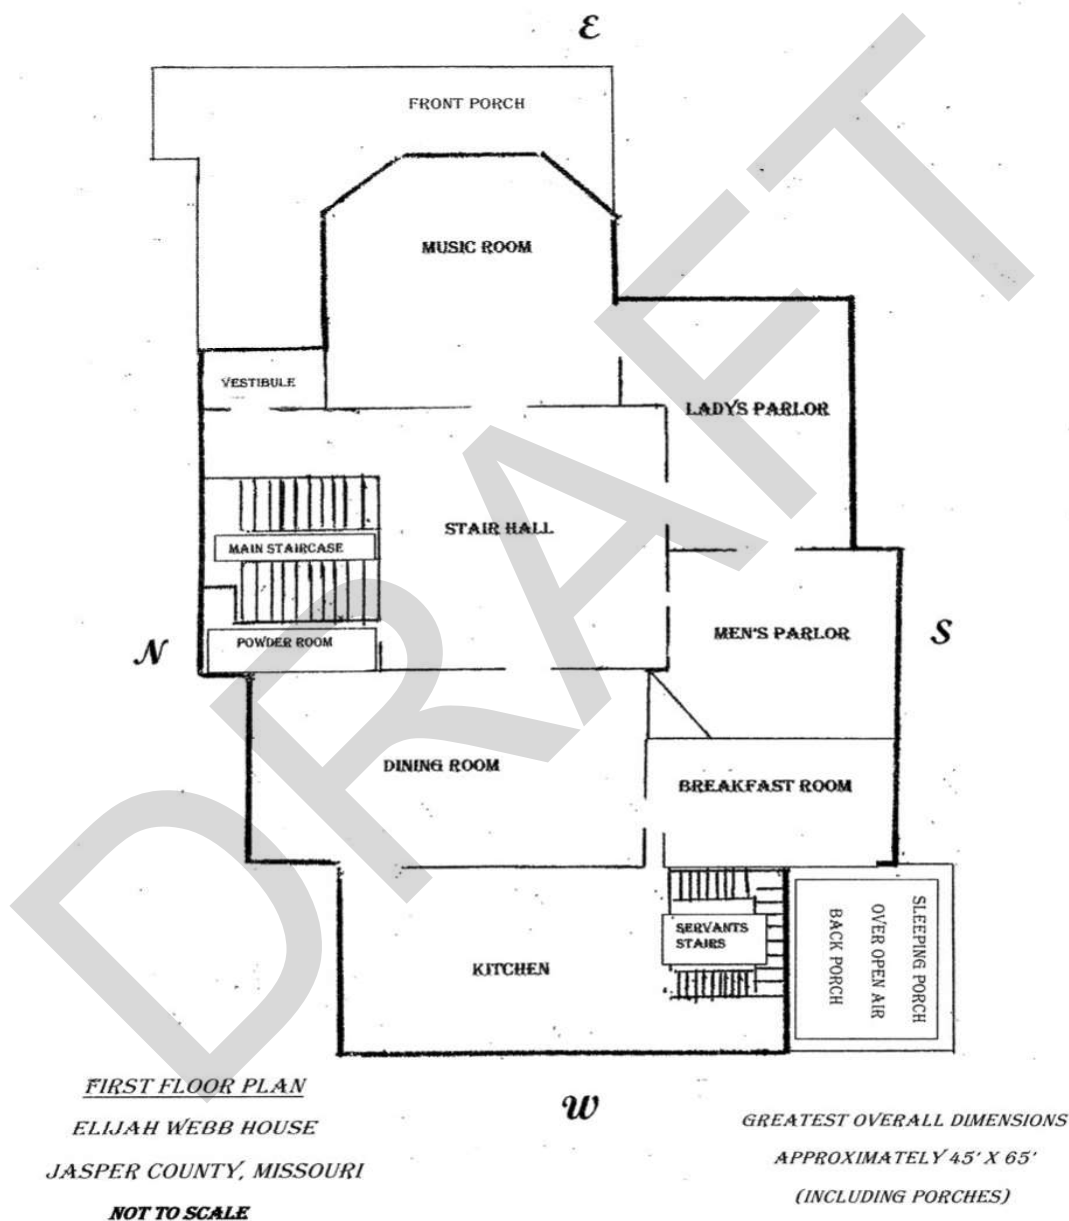 E
FRONT PORCH
MUSIC ROOM
VESTIBULE
LADYS PARLOR
STAIR HALL
MAIN STAIRCASE
MEN'S PARLOR
POWDER ROOM
N
S
DINING ROOM
BREAKFAST ROOM
SERVANTS
STAIRS
SLEEPING PORCH
OVER OPEN AIR
BACK PORCH
KITCHEN
W
FIRST FLOOR PLAN
ELIJAH WEBB HOUSE
JASPER COUNTY, MISSOURI
NOT TO SCALE
GREATEST OVERALL DIMENSIONS
APPROXIMATELY 45' X 65'
(INCLUDING PORCHES)
DRAFT